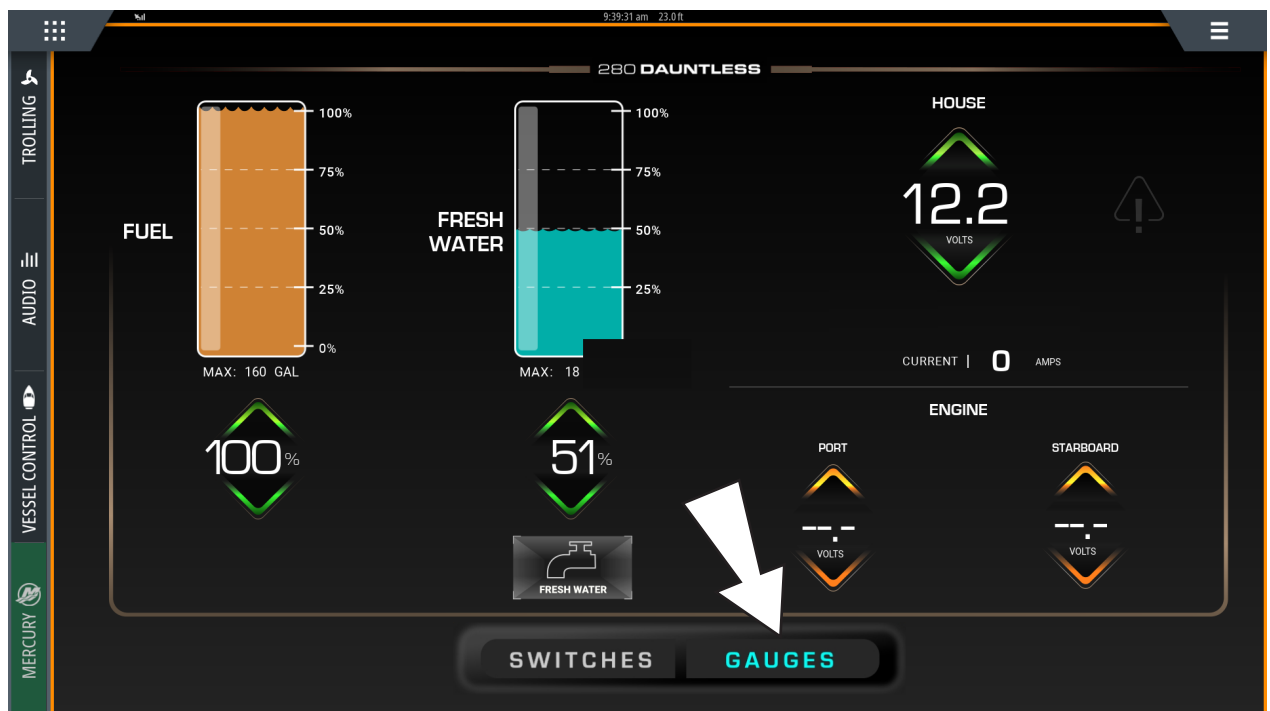 9:39:31 am 23.0 ft
280 DAUNTLESS
TROLLING
AUDIO
VESSEL CONTROL
MERCURY
FUEL
100%
75%
50%
25%
0%
MAX: 160 GAL
100%
FRESH
WATER
100%
75%
50%
25%
MAX: 18
51%
FRESH WATER
HOUSE
12.2
VOLTS
CURRENT | 0 AMPS
ENGINE
PORT
--.-
VOLTS
STARBOARD
--.-
VOLTS
SWITCHES
GAUGES